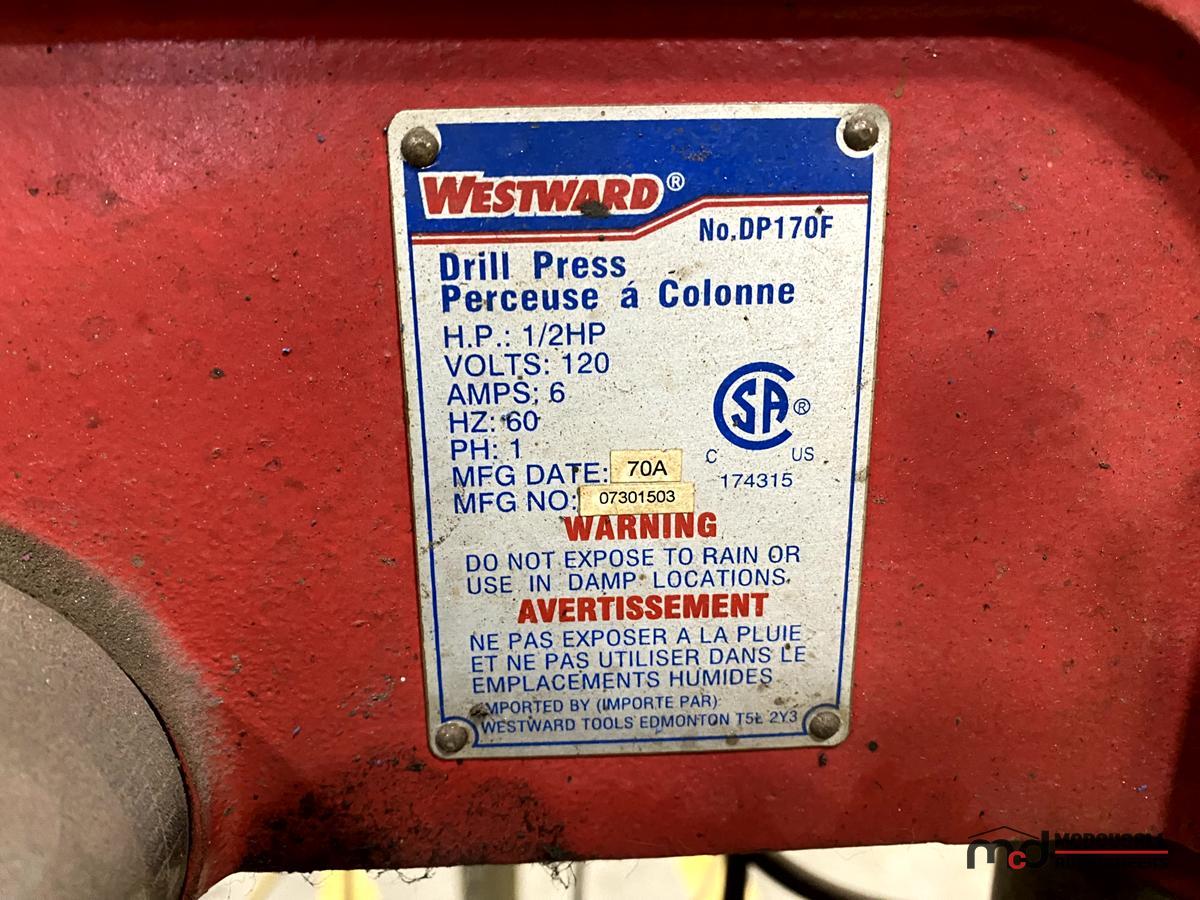 WESTWARD®
No.DP170F
Drill Press
Perceuse á Colonne
H.P.: 1/2HP
VOLTS: 120
AMPS: 6
HZ: 60
PH: 1
MFG DATE: 70A
MFG NO: 07301503
SA ®
C US
174315
WARNING
DO NOT EXPOSE TO RAIN OR
USE IN DAMP LOCATIONS
AVERTISSEMENT
NE PAS EXPOSER A LA PLUIE
ET NE PAS UTILISER DANS LE
EMPLACEMENTS HUMIDES
IMPORTED BY (IMPORTE PAR):
WESTWARD TOOLS EDMONTON T5L 2Y3
mcd